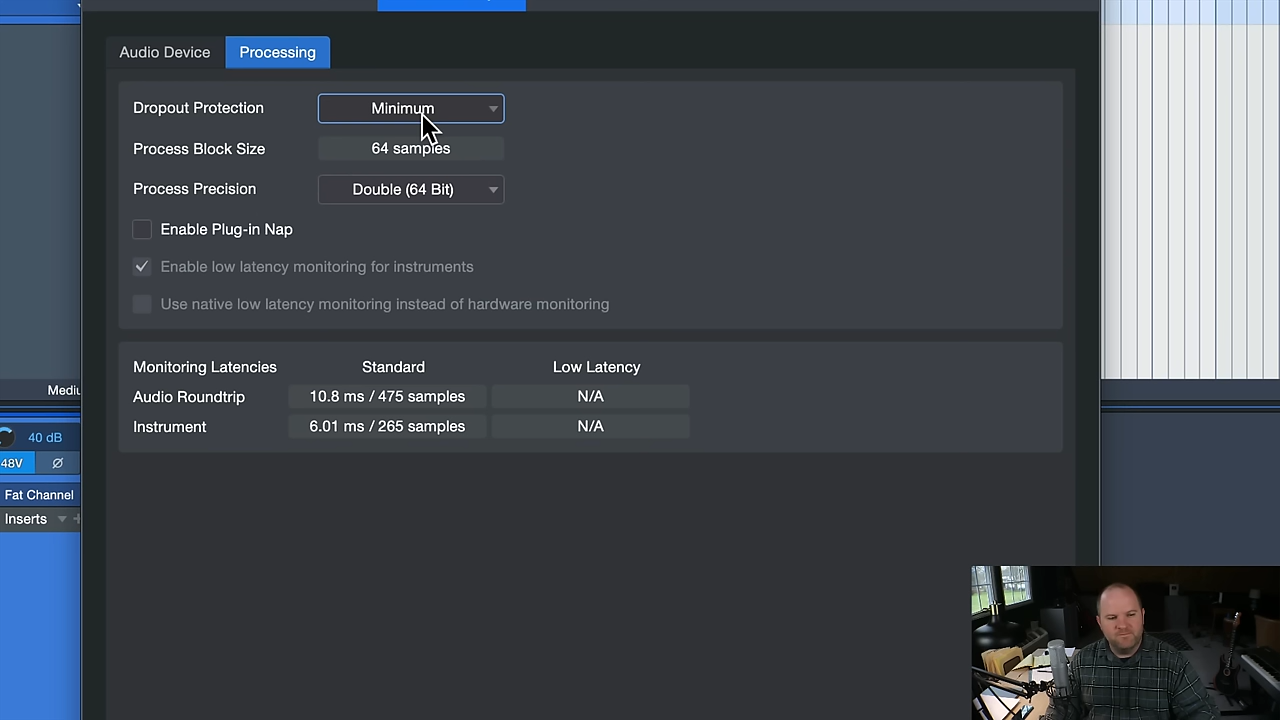 Audio Device
Processing
Dropout Protection
Minimum
Process Block Size
64 samples
Process Precision
Double (64 Bit)
Enable Plug-in Nap
Enable low latency monitoring for instruments
Use native low latency monitoring instead of hardware monitoring
Monitoring Latencies
Standard
Low Latency
Audio Roundtrip
10.8 ms / 475 samples
N/A
Instrument
6.01 ms / 265 samples
N/A
40 dB
48V
Ø
Fat Channel
Inserts